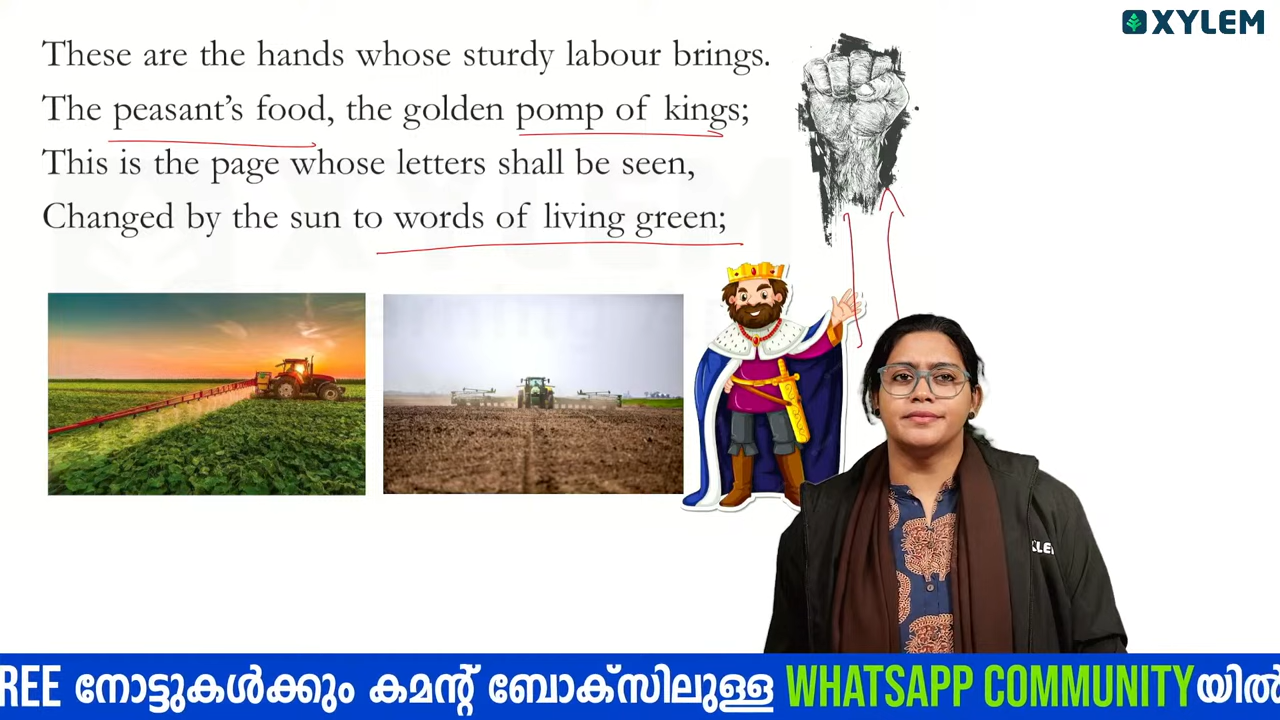 XYLEM
These are the hands whose sturdy labour brings.
The peasant’s food, the golden pomp of kings;
This is the page whose letters shall be seen,
Changed by the sun to words of living green;
XLEM
REE നോട്ടുകൾക്കും കമന്റ് ബോക്സിലുള്ള WHATSAPP COMMUNITYയിൽ